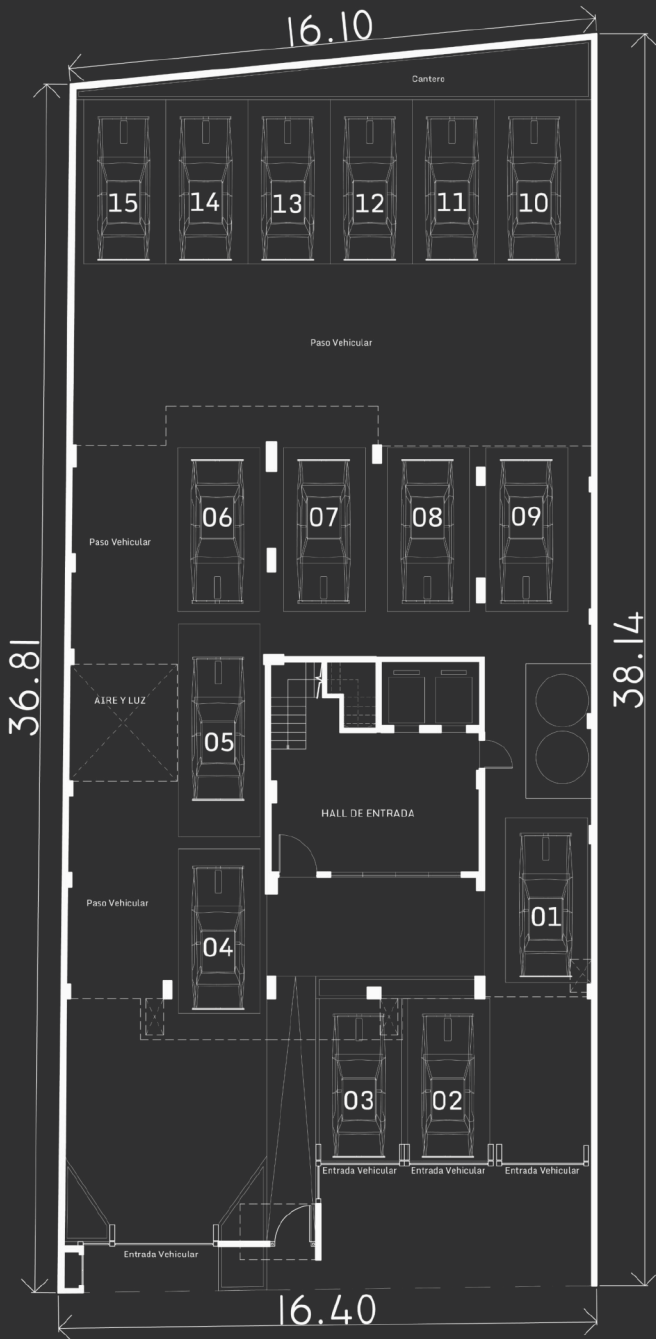 16.10
Cantero
15
14
13
12
11
10
Paso Vehicular
06
07
08
09
Paso Vehicular
36.81
38.14
AIRE Y LUZ
05
HALL DE ENTRADA
Paso Vehicular
04
01
03
02
Entrada Vehicular
Entrada Vehicular
Entrada Vehicular
Entrada Vehicular
16.40